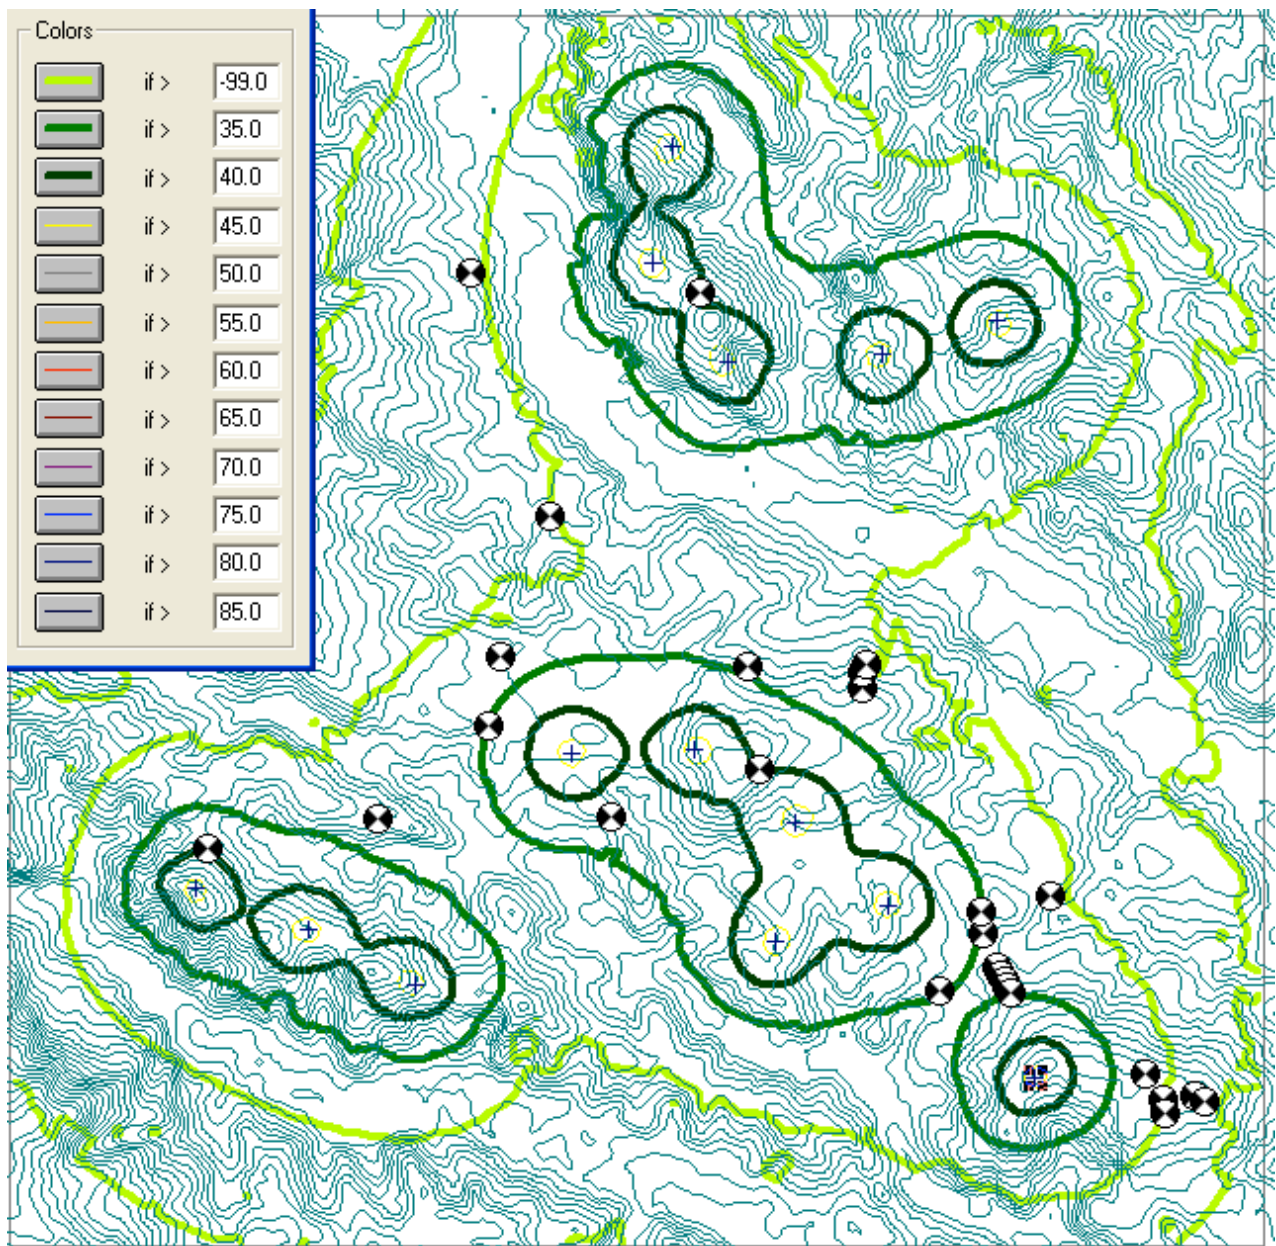 Colors
if > -99.0
if > 35.0
if > 40.0
if > 45.0
if > 50.0
if > 55.0
if > 60.0
if > 65.0
if > 70.0
if > 75.0
if > 80.0
if > 85.0